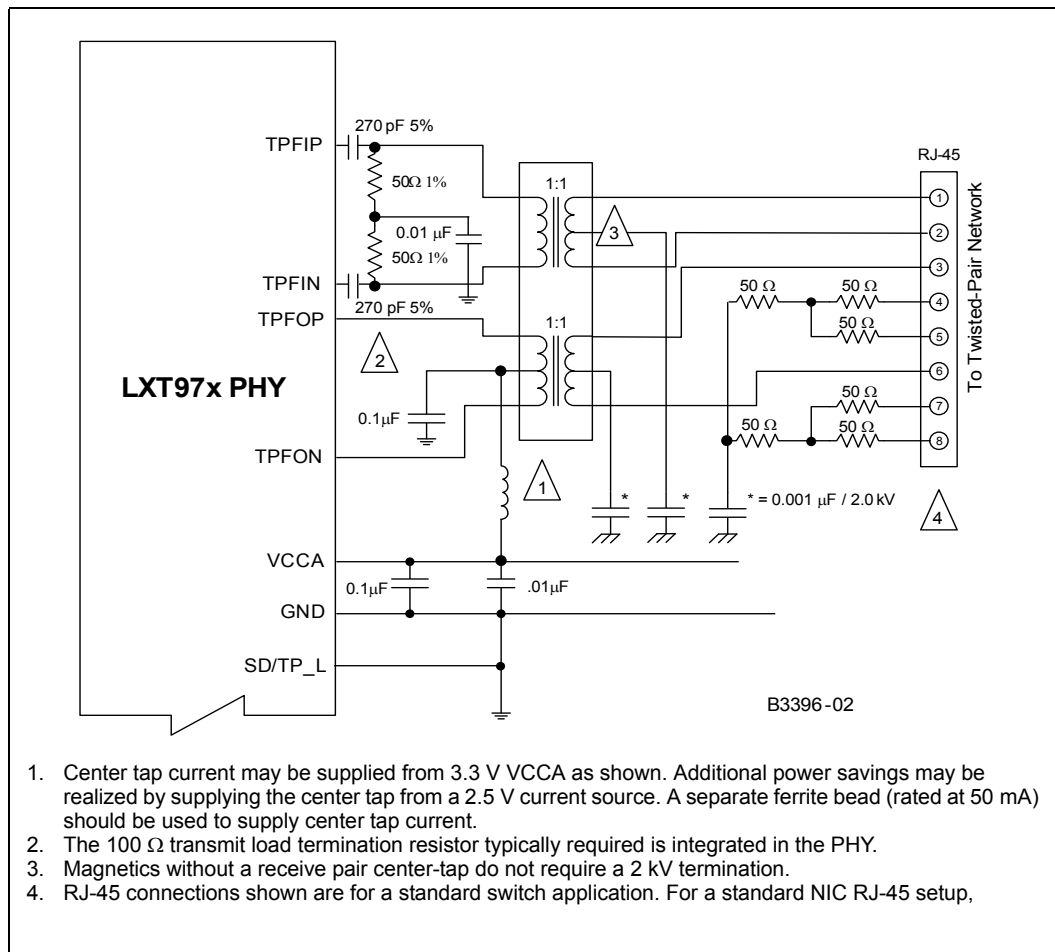 270 pF 5%
TPFIP
50Ω 1%
0.01 µF
50Ω 1%
TPFIN
270 pF 5%
TPFOP
2
LXT97x PHY
0.1µF
TPFON
1:1
3
1:1
1
RJ-45
1
2
3
50 Ω
50 Ω
4
50 Ω
5
6
50 Ω
7
50 Ω
50 Ω
8
To Twisted-Pair Network
*
*
* = 0.001 µF / 2.0 kV
4
VCCA
0.1µF
.01µF
GND
SD/TP_L
B3396-02
1. Center tap current may be supplied from 3.3 V VCCA as shown. Additional power savings may be
realized by supplying the center tap from a 2.5 V current source. A separate ferrite bead (rated at 50 mA)
should be used to supply center tap current.
2. The 100 Ω transmit load termination resistor typically required is integrated in the PHY.
3. Magnetics without a receive pair center-tap do not require a 2 kV termination.
4. RJ-45 connections shown are for a standard switch application. For a standard NIC RJ-45 setup,